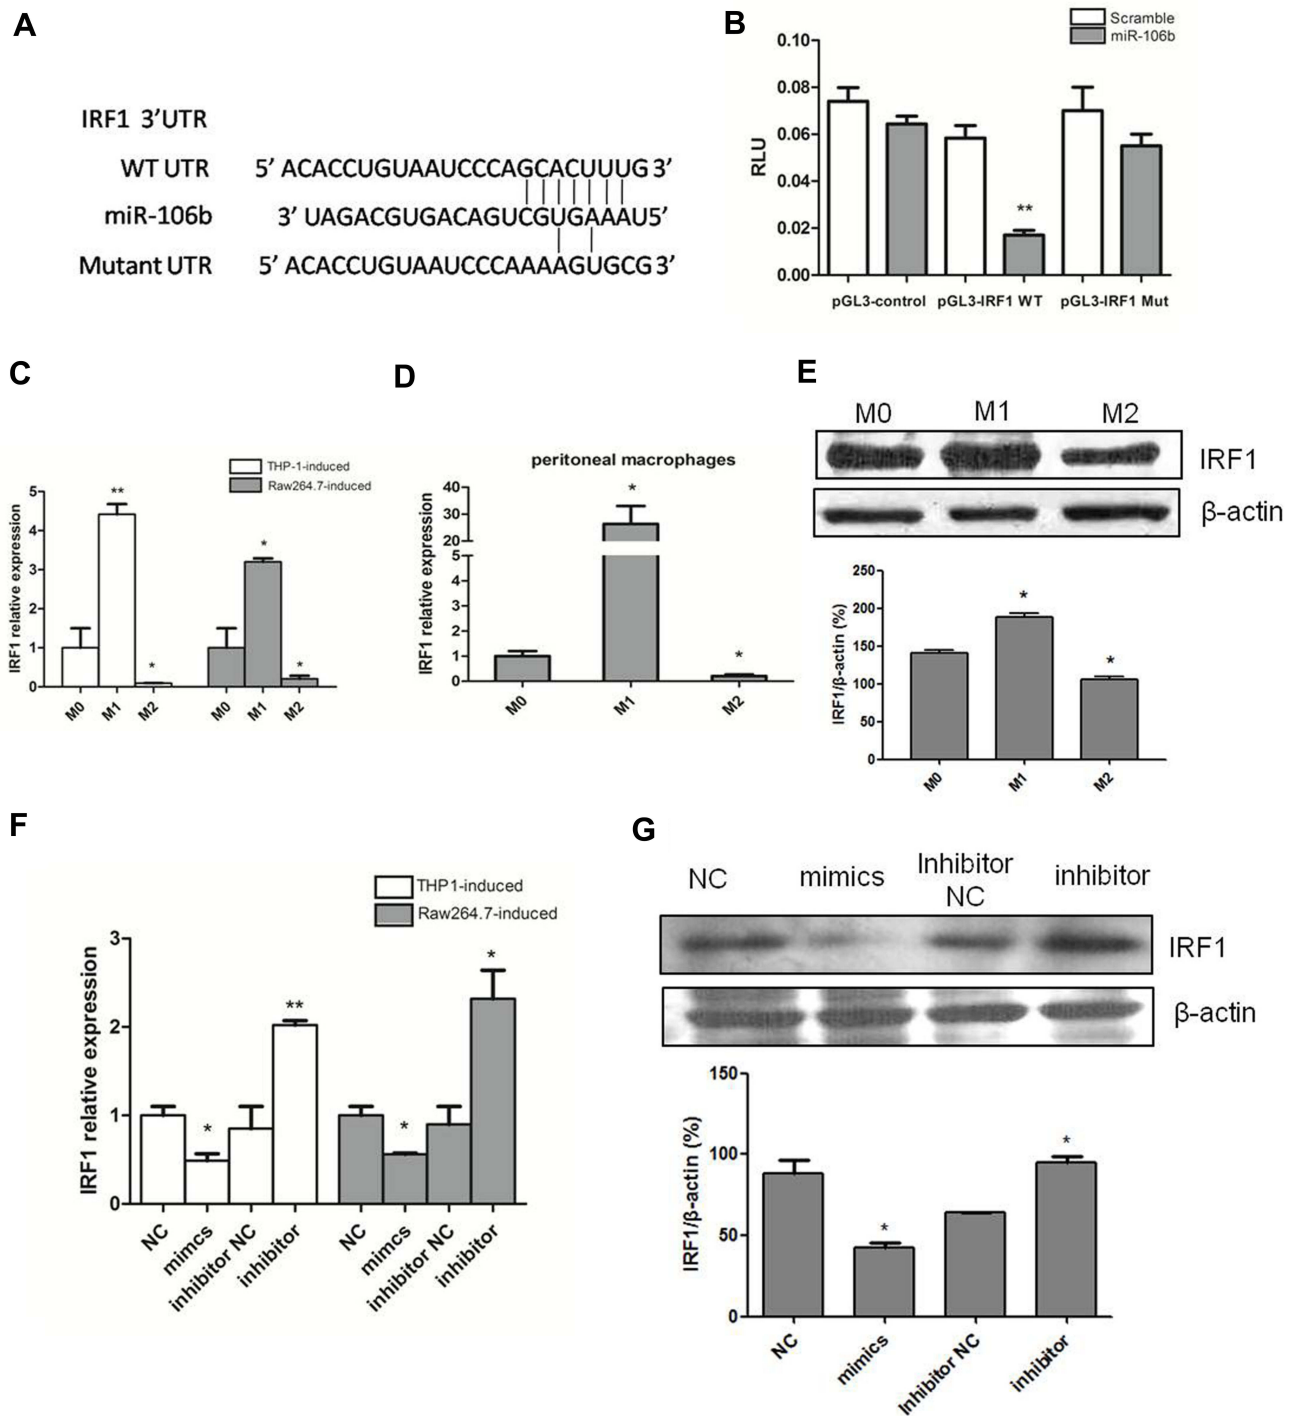 A
IRF1 3'UTR
WT UTR 5' ACACCUGUAAUCCCAGCACUUUG 3'
miR-106b 3' UAGACGUGACAGUCGUGAAAU5'
Mutant UTR 5' ACACCUGUAAUCCCAAAAGUGCG 3'
B
Scramble
miR-106b
RLU
0.10
0.08
0.06
0.04
0.02
0.00
**
pGL3-control pGL3-IRF1 WT pGL3-IRF1 Mut
C
THP-1-induced
Raw264.7-induced
IRF1 relative expression
5
4
3
2
1
0
** * * *
M0 M1 M2 M0 M1 M2
D
peritoneal macrophages
IRF1 relative expression
40
30
20
5
4
3
2
1
0
* *
M0 M1 M2
E
M0 M1 M2
IRF1
β-actin
IRF1/β-actin (%)
250
200
150
100
50
0
* *
M0 M1 M2
F
THP1-induced
Raw264.7-induced
IRF1 relative expression
3
2
1
0
* ** * *
NC mimcs inhibitor NC inhibitor NC mimcs inhibitor NC inhibitor
G
NC mimics Inhibitor NC inhibitor
IRF1
β-actin
IRF1/β-actin (%)
150
100
50
0
* *
NC mimics Inhibitor NC inhibitor